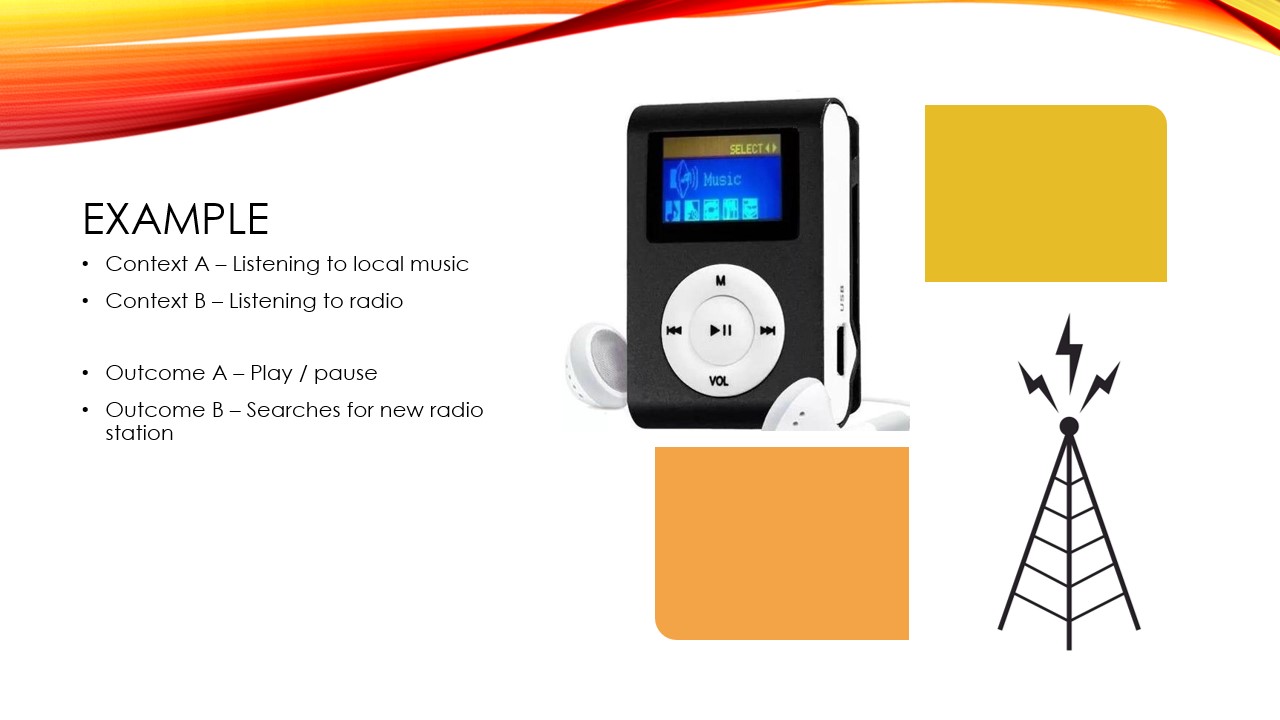 EXAMPLE
• Context A – Listening to local music
• Context B – Listening to radio
• Outcome A – Play / pause
• Outcome B – Searches for new radio
station
SELECT
Music
M
VOL
USB